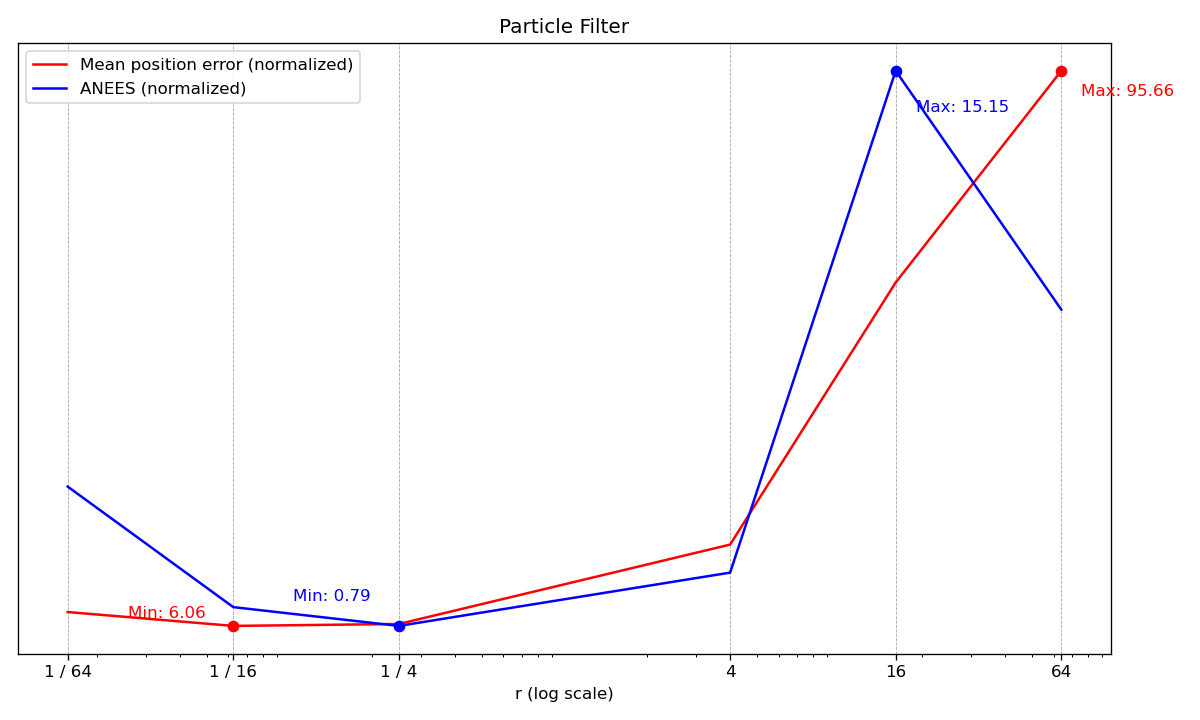 Particle Filter
Mean position error (normalized)
ANEES (normalized)
Max: 95.66
Max: 15.15
Min: 0.79
Min: 6.06
1 / 64
1 / 16
1 / 4
4
16
64
r (log scale)